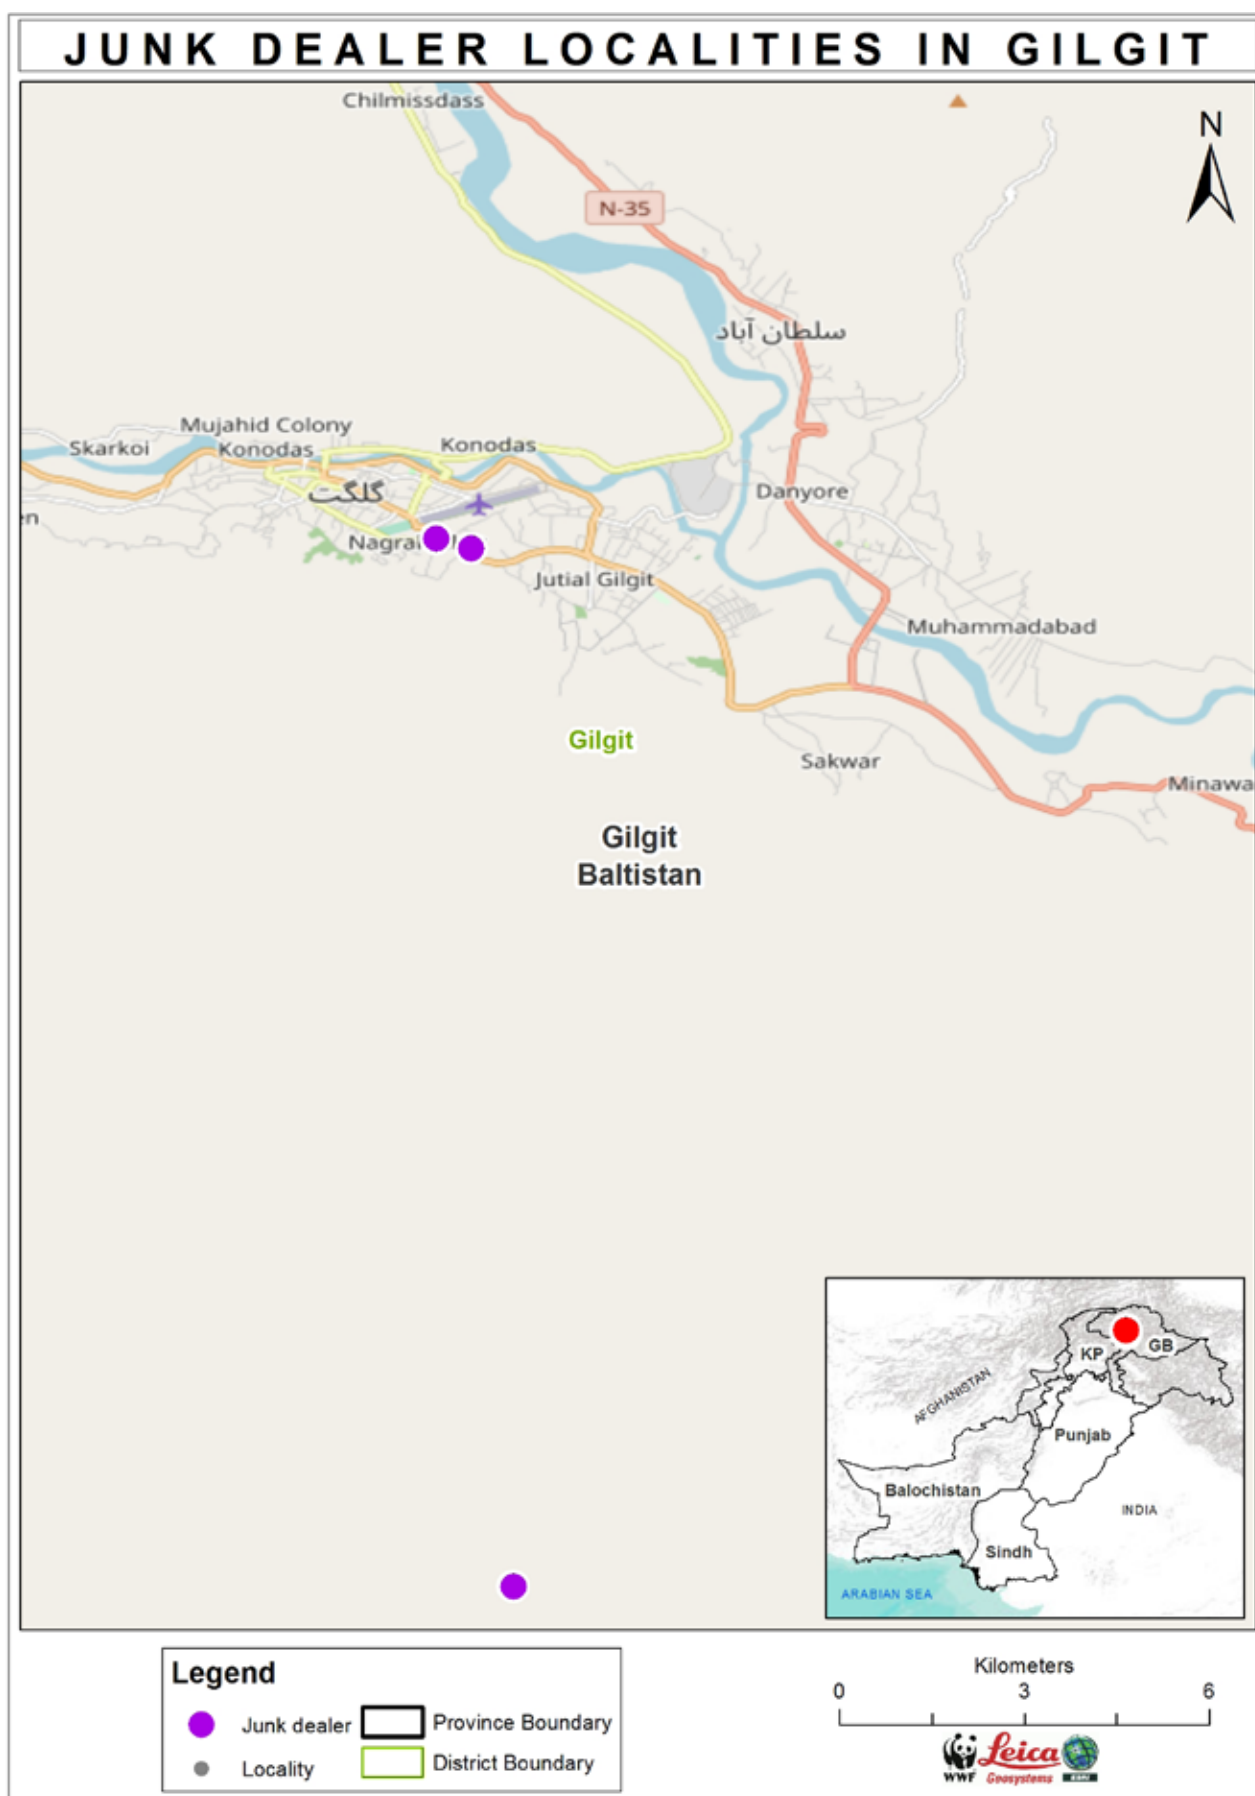 JUNK DEALER LOCALITIES IN GILGIT
Chilmissdass
N
N-35
سلطان آباد
Mujahid Colony
Skarkoi
Konodas
Konodas
گلگت
Danyore
en
Jutial Gilgit
Muhammadabad
Gilgit
Sakwar
Minawa
Gilgit
Baltistan
KP
GB
AFGHANISTAN
Punjab
Balochistan
INDIA
Sindh
ARABIAN SEA
Legend
Junk dealer
Province Boundary
Locality
District Boundary
Kilometers
0 3 6
WWF
Leica
Geosystems